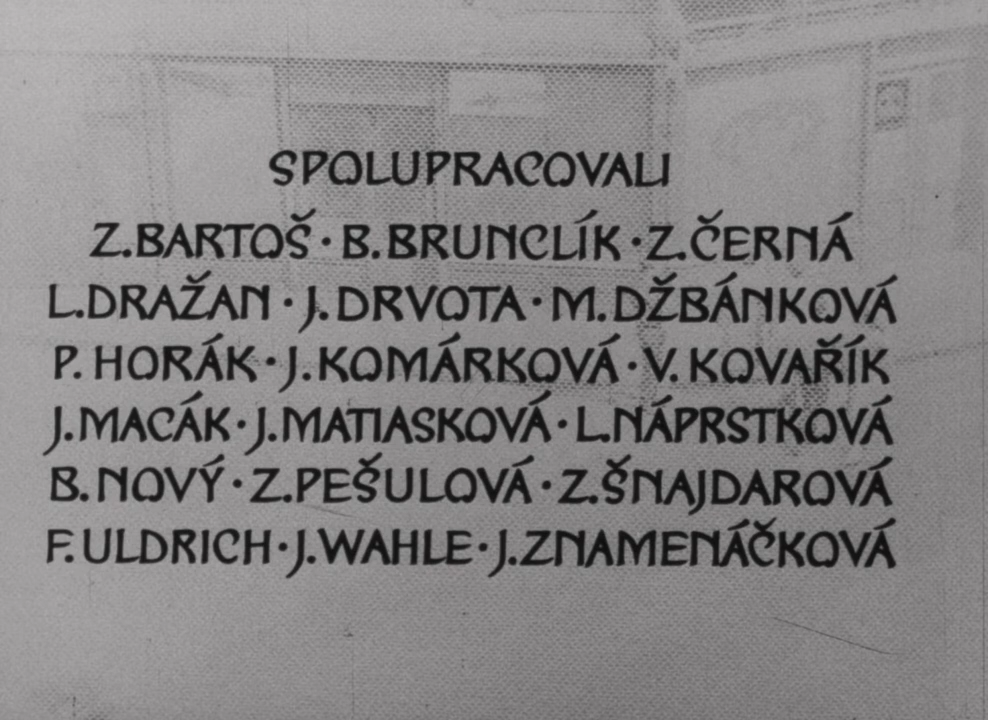 SPOLUPRACOVALI
Z.BARTOŠ · B.BRUNCLÍK · Z.ČERNÁ
L.DRAŽAN · J.DRVOTA · M.DŽBÁNKOVÁ
P. HORÁK · J.KOMÁRKOVÁ · V.KOVAŘÍK
J.MACÁK · J.MATIASKOVÁ · L.NÁPRSTKOVÁ
B.NOVÝ · Z.PEŠULOVÁ · Z.ŠNAJDAROVÁ
F.ULDRICH · J.WAHLE · J.ZNAMENÁČKOVÁ